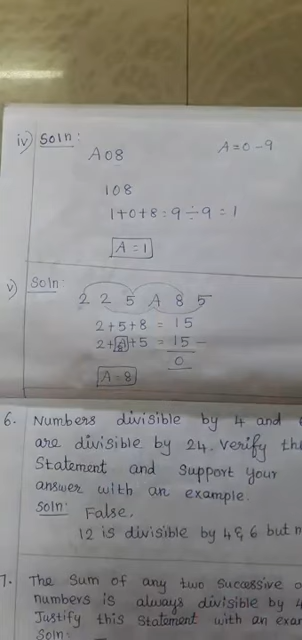 iv) Soln:
A08 A=0-9
108
1+0+8=9÷9=1
A=1
v) Soln:
2 2 5 A 8 5
2+5+8 = 15
2+A+5 = 15 -
0
A=8
6. Numbers divisible by 4 and
are divisible by 24. Verify
Statement and support your
answer with an example.
Soln: False.
12 is divisible by 4 & 6 but
7. The sum of any two successive
numbers is always divisible by 4
Justify this statement with an
Soln: